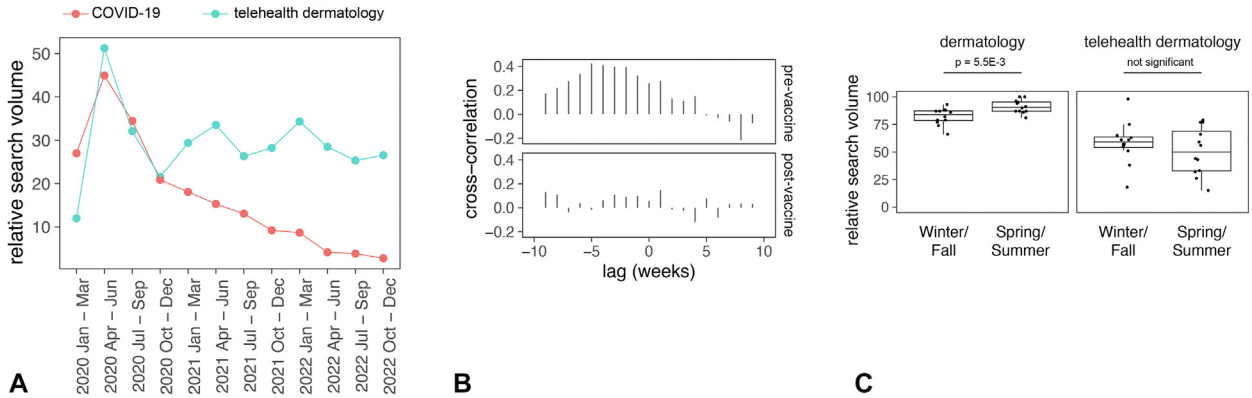 COVID-19
telehealth dermatology
relative search volume
50
40
30
20
10
2020 Jan – Mar
2020 Apr – Jun
2020 Jul – Sep
2020 Oct – Dec
2021 Jan – Mar
2021 Apr – Jun
2021 Jul – Sep
2021 Oct – Dec
2022 Jan – Mar
2022 Apr – Jun
2022 Jul – Sep
2022 Oct – Dec
A
cross−correlation
0.4
0.2
0.0
−0.2
pre-vaccine
0.4
0.2
0.0
−0.2
post-vaccine
−10
−5
0
5
10
lag (weeks)
B
dermatology
p = 5.5E-3
telehealth dermatology
not significant
relative search volume
100
75
50
25
0
100
75
50
25
0
Winter/
Fall
Spring/
Summer
Winter/
Fall
Spring/
Summer
C